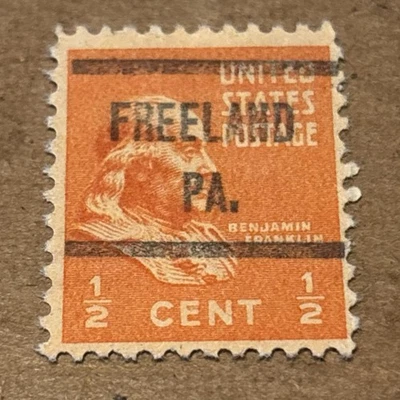 UNITED
STATES
POSTAGE
FREELAND
PA.
BENJAMIN
FRANKLIN
1/2 CENT 1/2